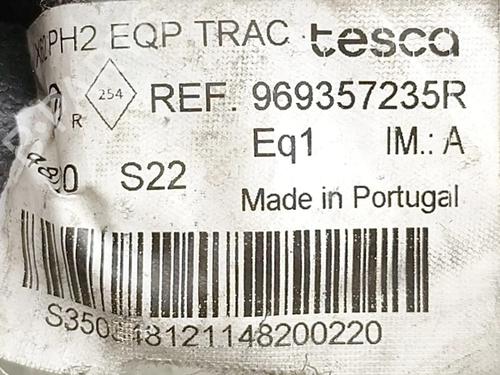 PH2 EQP TRAC tesca
254
R REF. 969357235R
Eq1 IM.: A
S22
Made in Portugal